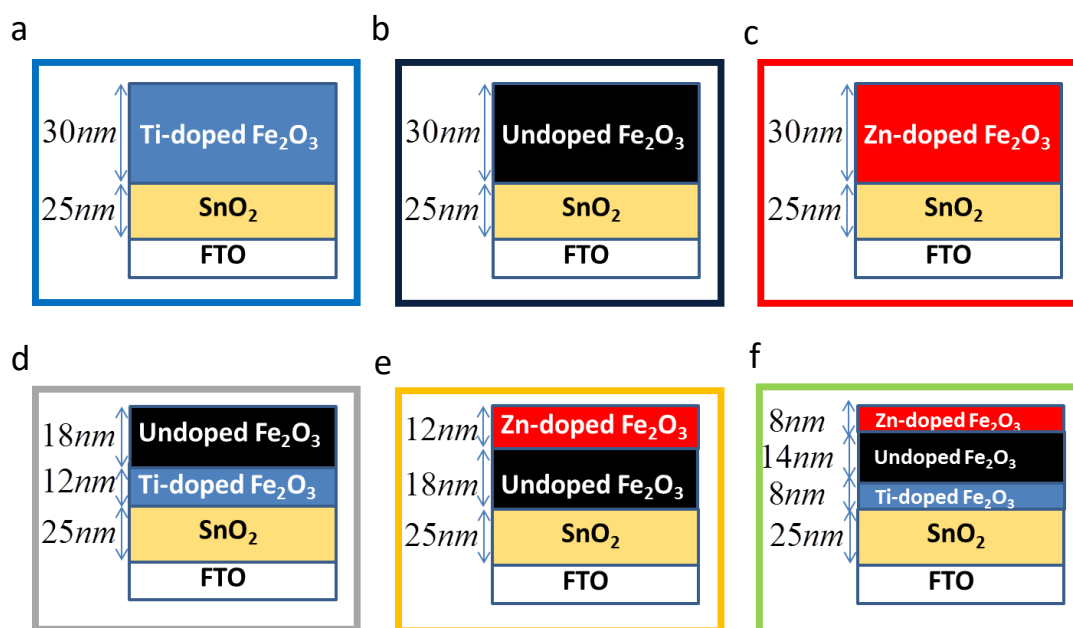 a
30nm
Ti-doped Fe₂O₃
25nm
SnO₂
FTO
b
30nm
Undoped Fe₂O₃
25nm
SnO₂
FTO
c
30nm
Zn-doped Fe₂O₃
25nm
SnO₂
FTO
d
18nm
Undoped Fe₂O₃
12nm
Ti-doped Fe₂O₃
25nm
SnO₂
FTO
e
12nm
Zn-doped Fe₂O₃
18nm
Undoped Fe₂O₃
25nm
SnO₂
FTO
f
8nm
Zn-doped Fe₂O₃
14nm
Undoped Fe₂O₃
8nm
Ti-doped Fe₂O₃
25nm
SnO₂
FTO